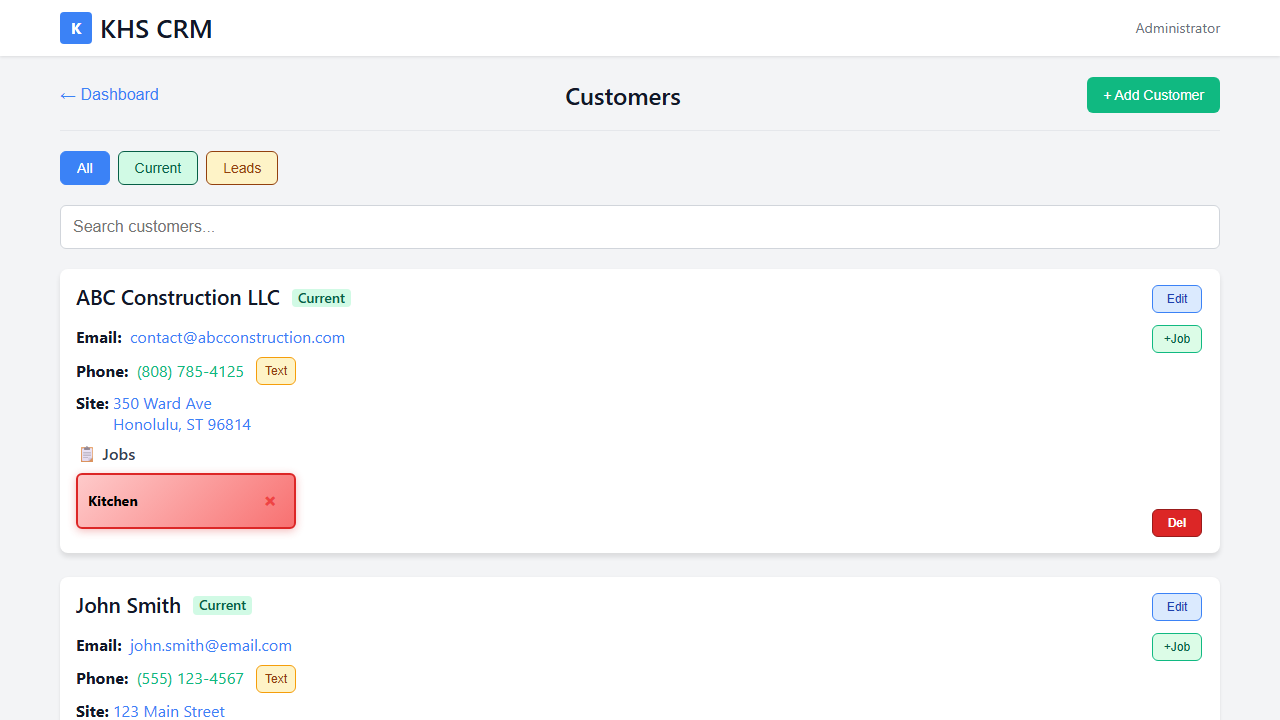 K KHS CRM
Administrator
← Dashboard
Customers
+ Add Customer
All
Current
Leads
Search customers...
ABC Construction LLC Current
Edit
Email: contact@abcconstruction.com
+Job
Phone: (808) 785-4125 Text
Site: 350 Ward Ave
Honolulu, ST 96814
📋 Jobs
Kitchen ×
Del
John Smith Current
Edit
Email: john.smith@email.com
+Job
Phone: (555) 123-4567 Text
Site: 123 Main Street